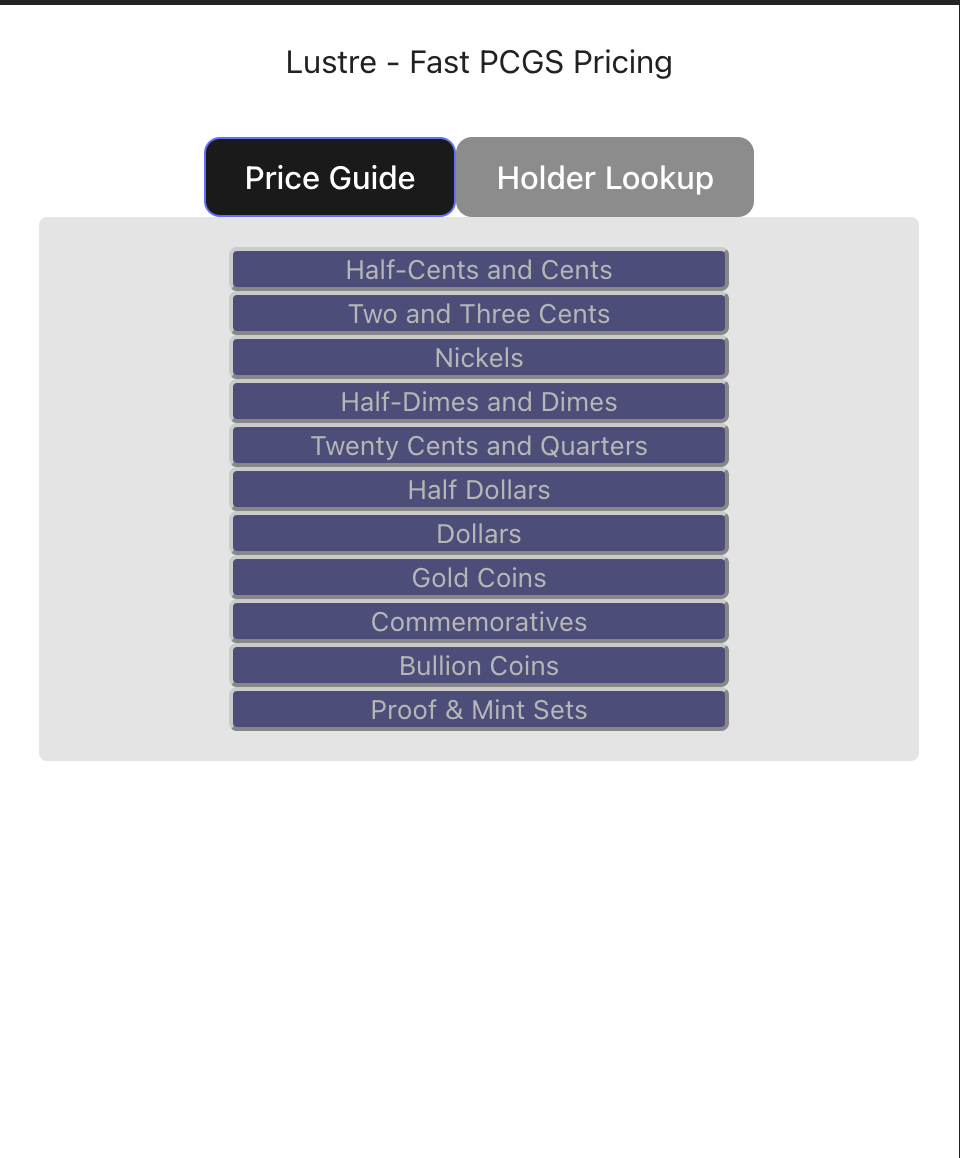 Lustre - Fast PCGS Pricing
Price Guide Holder Lookup
Half-Cents and Cents
Two and Three Cents
Nickels
Half-Dimes and Dimes
Twenty Cents and Quarters
Half Dollars
Dollars
Gold Coins
Commemoratives
Bullion Coins
Proof & Mint Sets